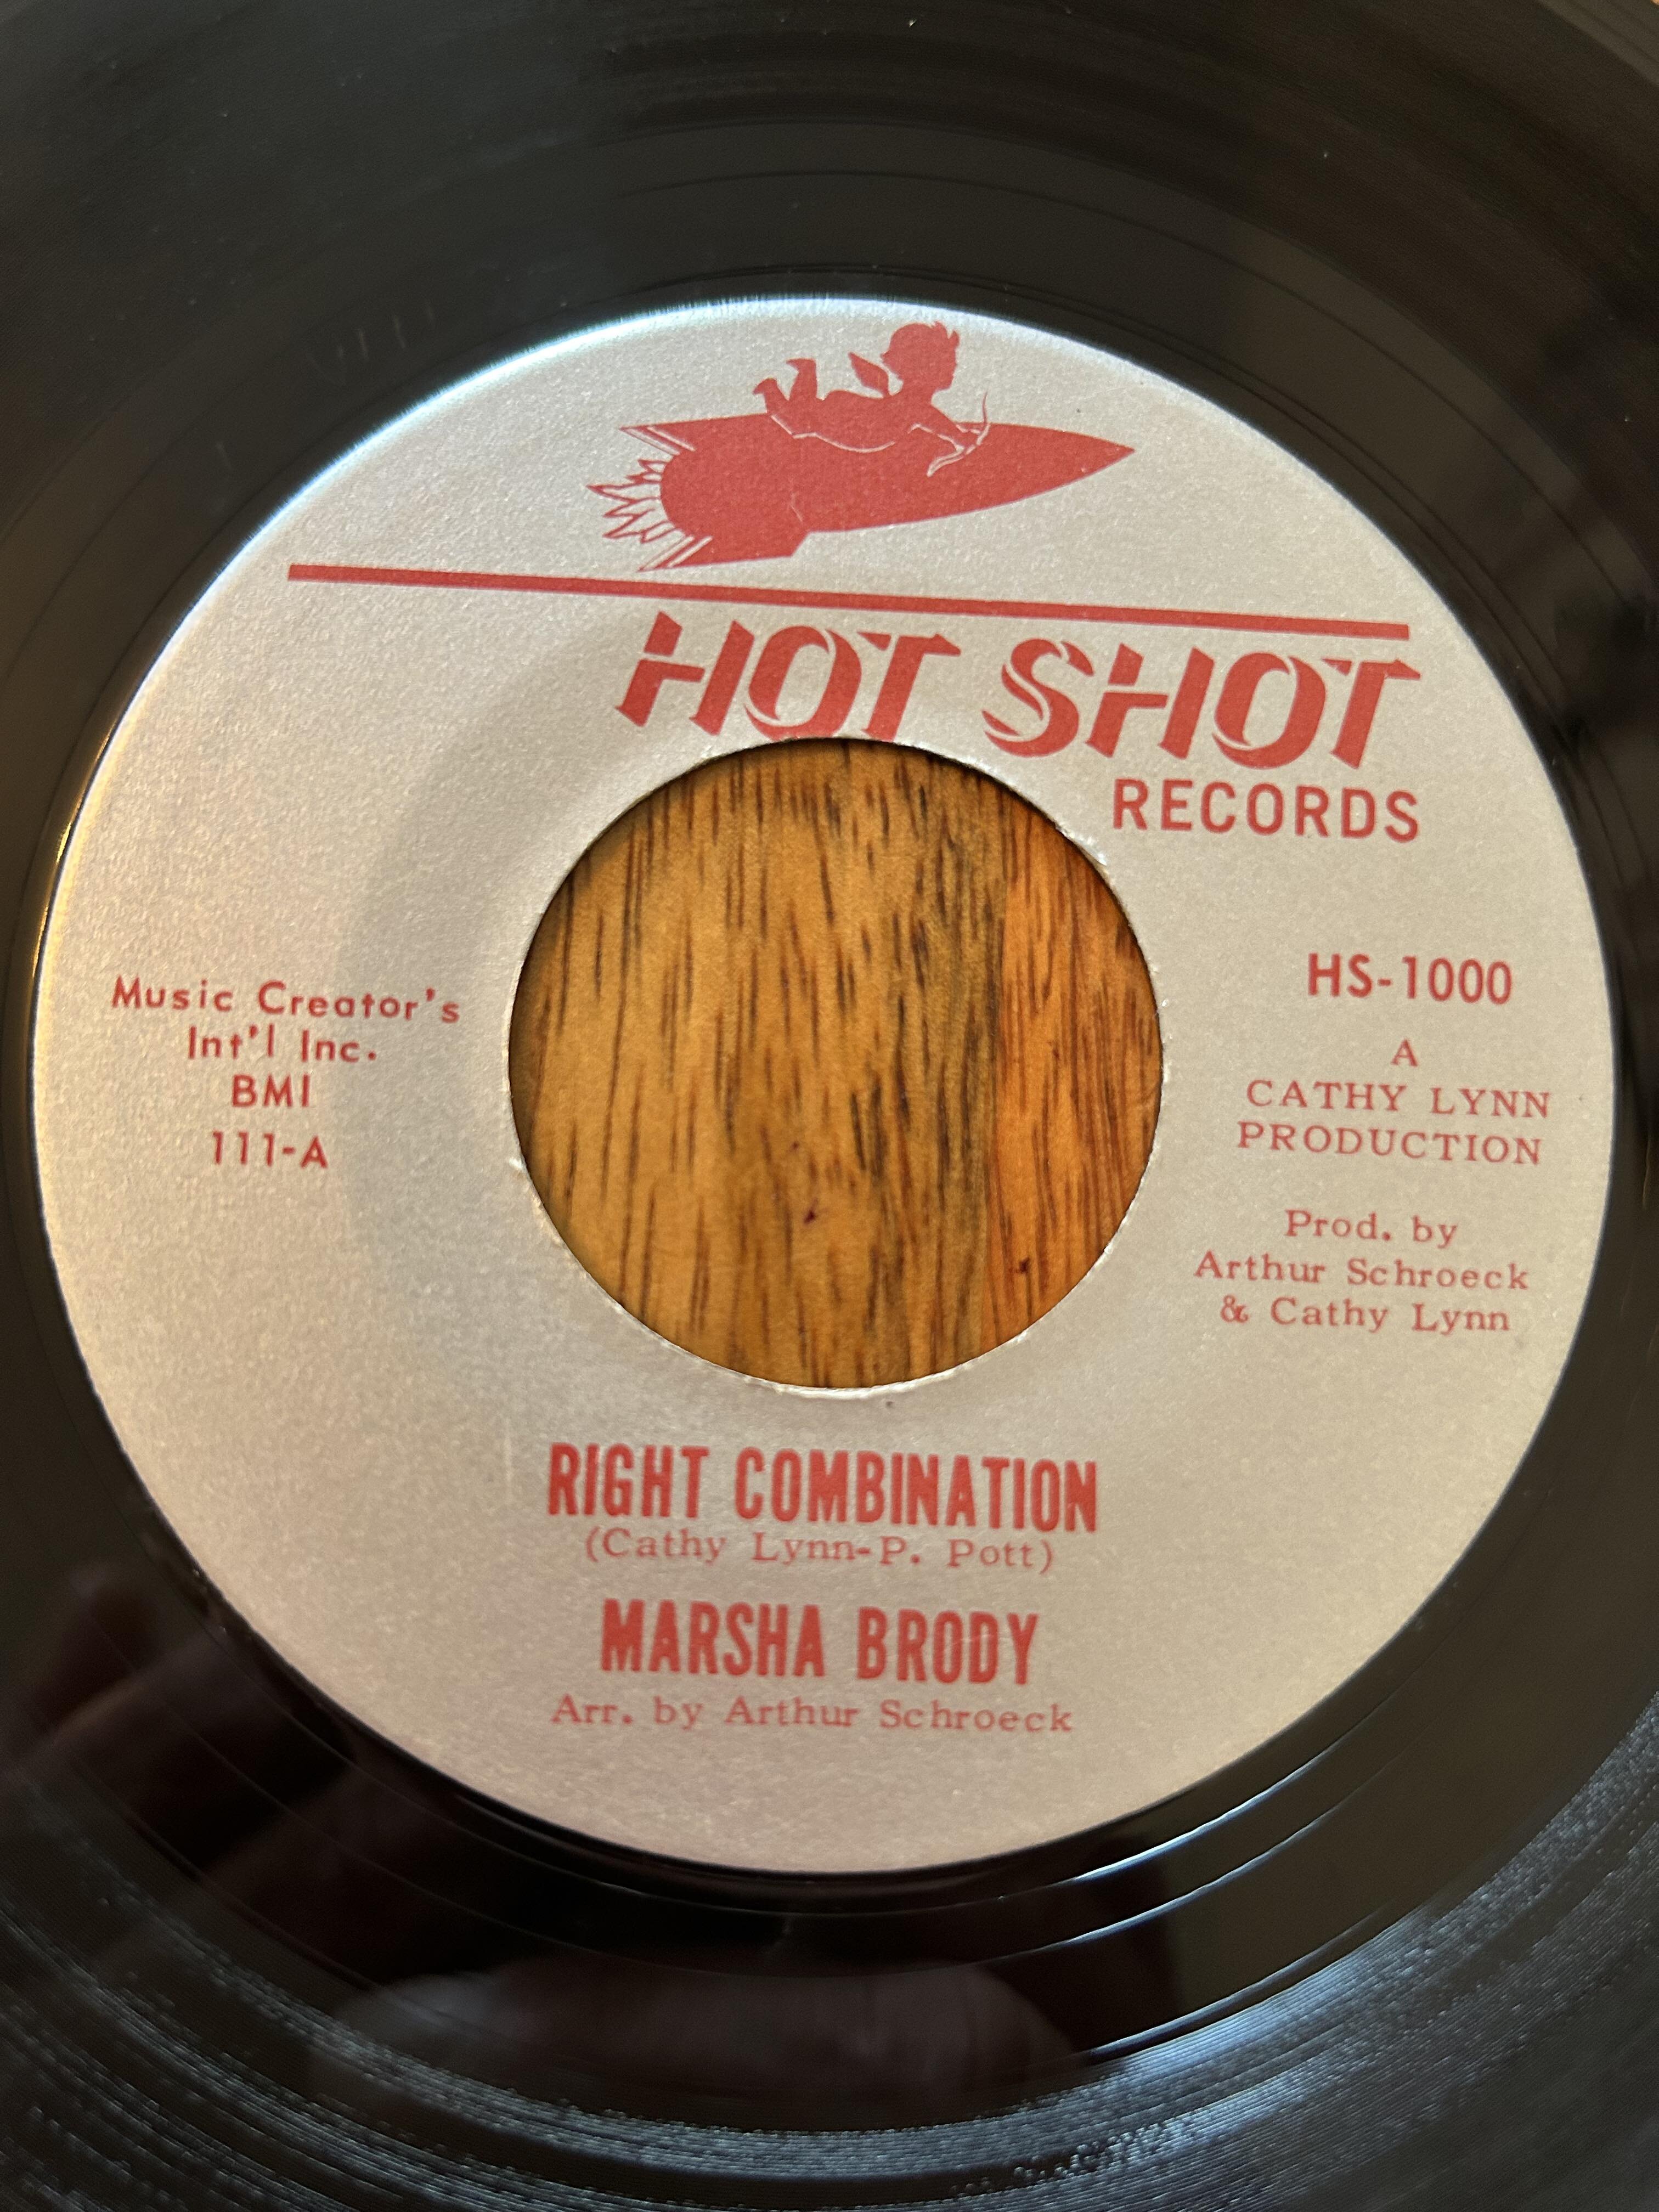 HOT SHOT
RECORDS
Music Creator's
Int'l Inc.
BMI
111-A
HS-1000
A
CATHY LYNN
PRODUCTION
Prod. by
Arthur Schroeck
& Cathy Lynn
RIGHT COMBINATION
(Cathy Lynn-P. Pott)
MARSHA BRODY
Arr. by Arthur Schroeck